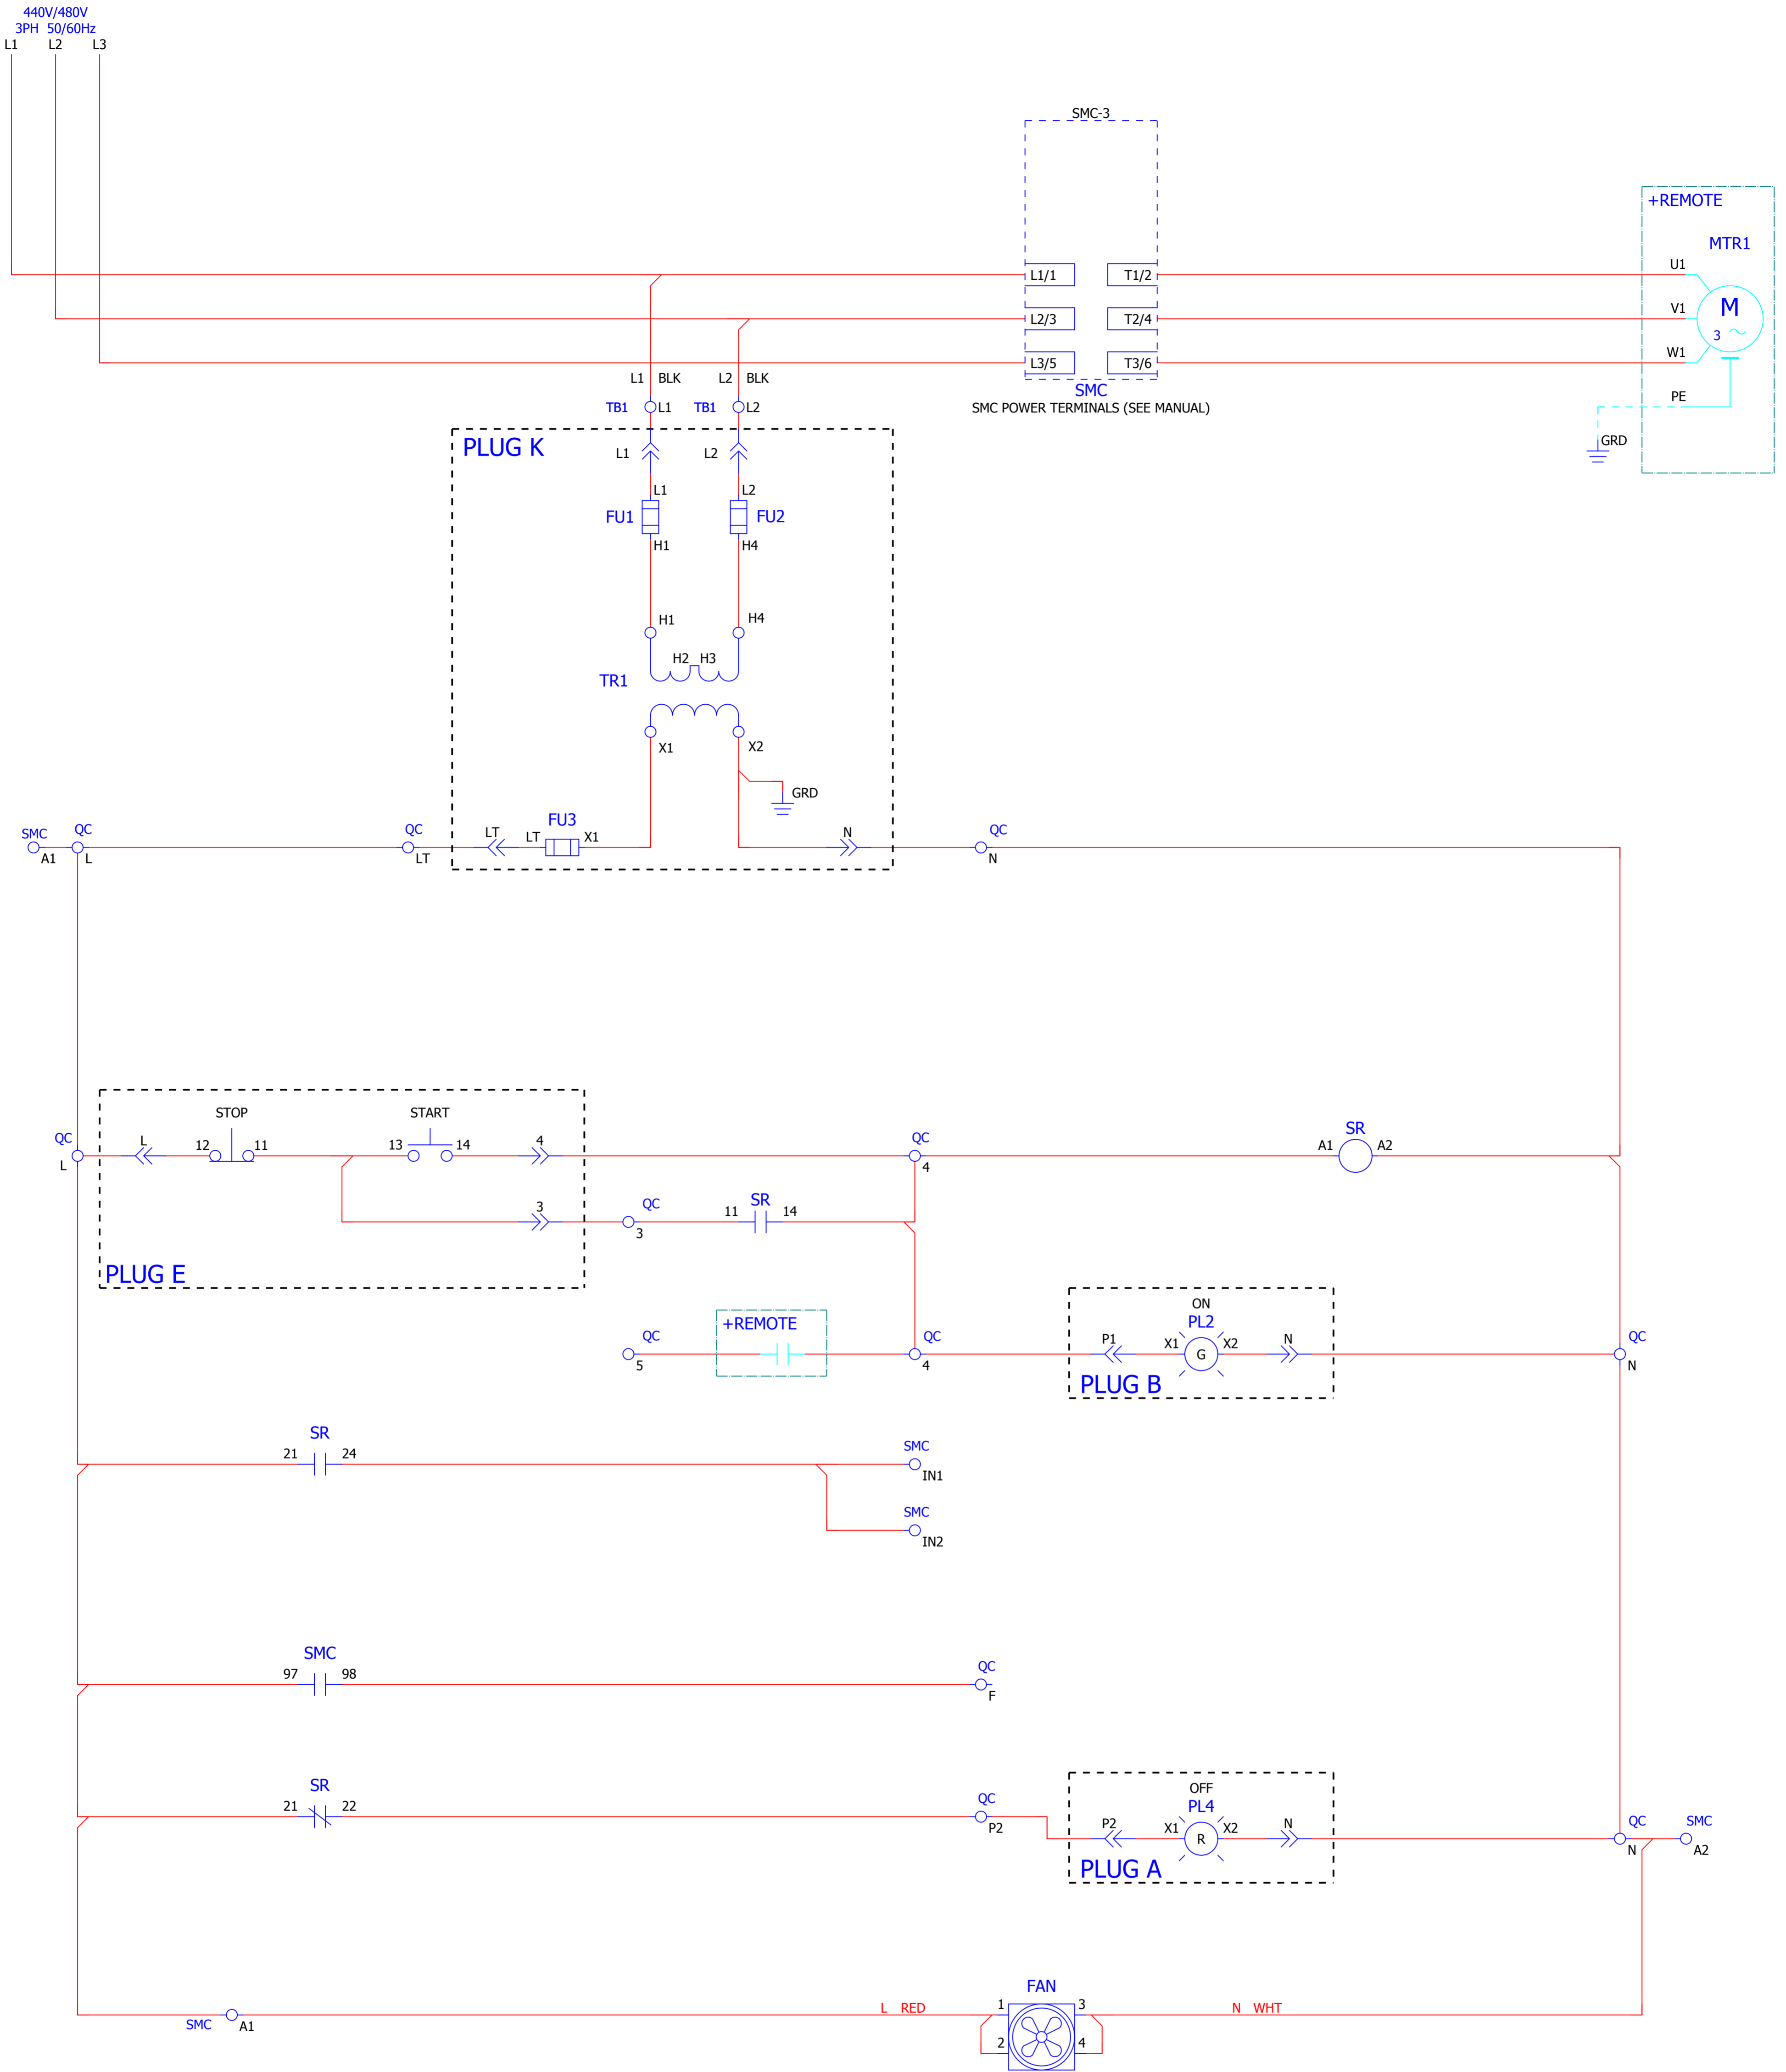 440V/480V
3PH 50/60Hz
L1 L2 L3
SMC-3
+REMOTE
MTR1
L1/1 T1/2 U1
L2/3 T2/4 V1
M
3
L3/5 T3/6 W1
L1 BLK L2 BLK
SMC
PE
TB1 L1 TB1 L2
SMC POWER TERMINALS (SEE MANUAL)
GRD
PLUG K
L1 L2
L1 L2
FU1 FU2
H1 H4
H1 H4
H2 H3
TR1
X1 X2
GRD
SMC QC QC LT LT FU3 X1 N QC
A1 L LT N
STOP START
QC L 12 11 13 14 4 QC SR
L 4 A1 A2
3 QC 11 SR 14
3
PLUG E
ON
+REMOTE PL2
QC QC P1 X1 G X2 N QC
5 4 N
PLUG B
SR SMC
21 24 IN1
SMC
IN2
SMC QC
97 98 F
OFF
SR QC PL4 QC SMC
21 22 P2 P2 X1 R X2 N N A2
PLUG A
FAN
L RED 1 3 N WHT
SMC A1
2 4